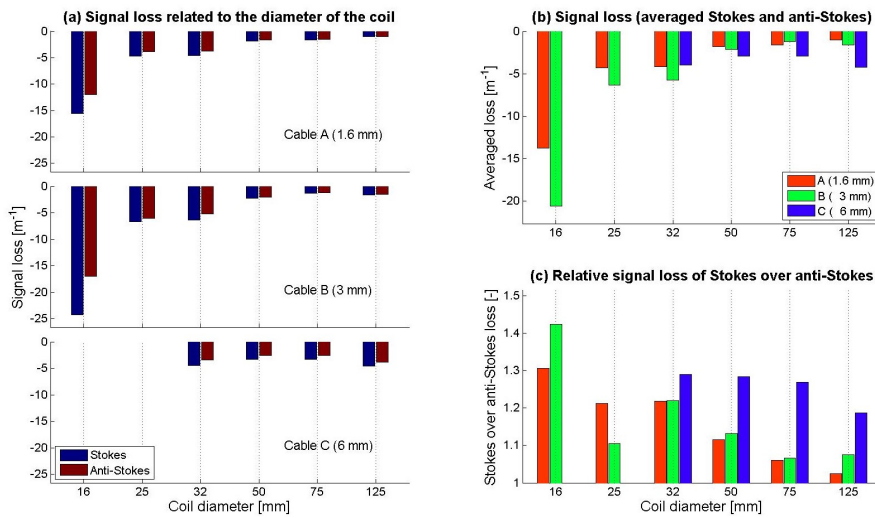 (a) Signal loss related to the diameter of the coil
0
-5
-10
-15
-20
-25
Cable A (1.6 mm)
0
-5
-10
-15
-20
-25
Cable B (3 mm)
Signal loss [m⁻¹]
0
-5
-10
-15
-20
-25
Cable C (6 mm)
Stokes
Anti-Stokes
16 25 32 50 75 125
Coil diameter [mm]
(b) Signal loss (averaged Stokes and anti-Stokes)
Averaged loss [m⁻¹]
0
-5
-10
-15
-20
A (1.6 mm)
B ( 3 mm)
C ( 6 mm)
16 25 32 50 75 125
(c) Relative signal loss of Stokes over anti-Stokes
Stokes over anti-Stokes loss [-]
1.5
1.4
1.3
1.2
1.1
1
16 25 32 50 75 125
Coil diameter [mm]